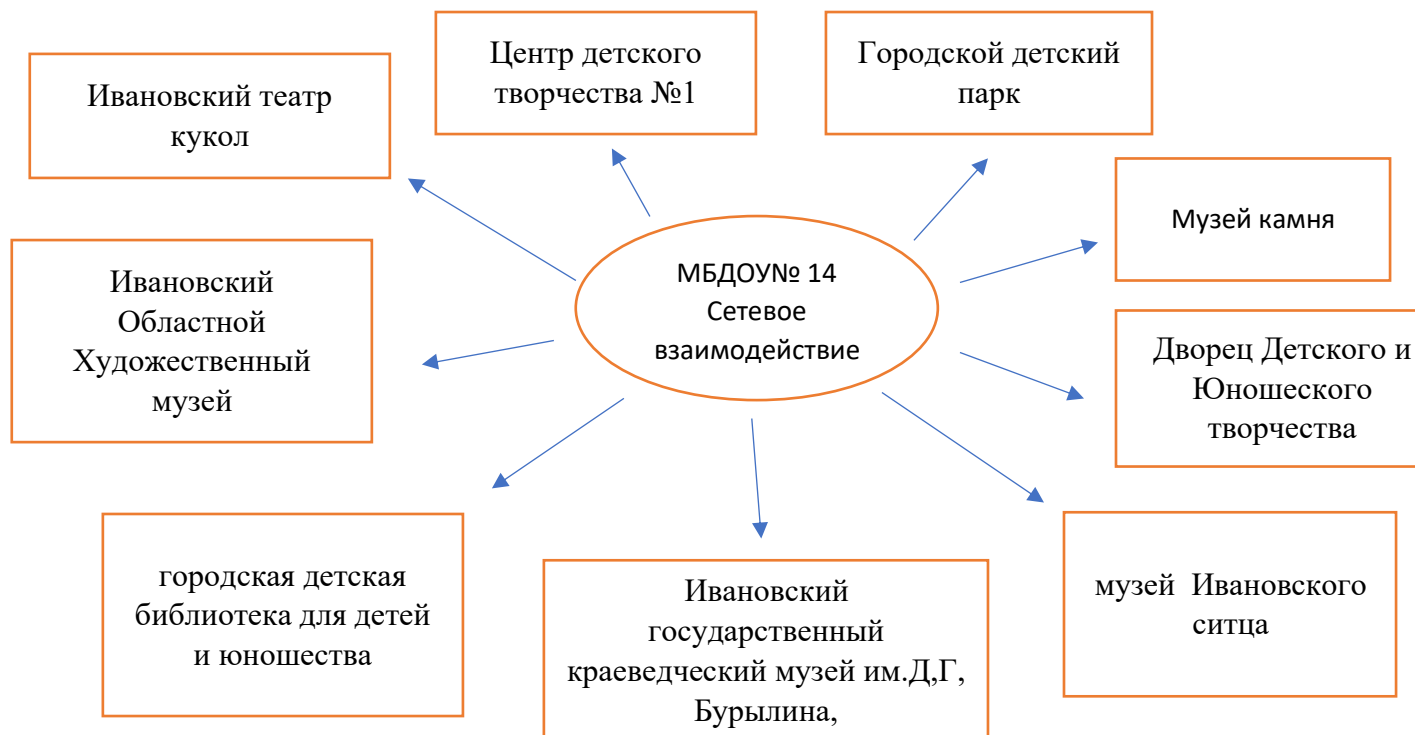 Центр детского
творчества №1
Городской детский
парк
Ивановский театр
кукол
Музей камня
Ивановский
Областной
Художественный
музей
МБДОУ№ 14
Сетевое
взаимодействие
Дворец Детского и
Юношеского
творчества
городская детская
библиотека для детей
и юношества
Ивановский
государственный
краеведческий музей им.Д,Г,
Бурылина,
музей  Ивановского
ситца